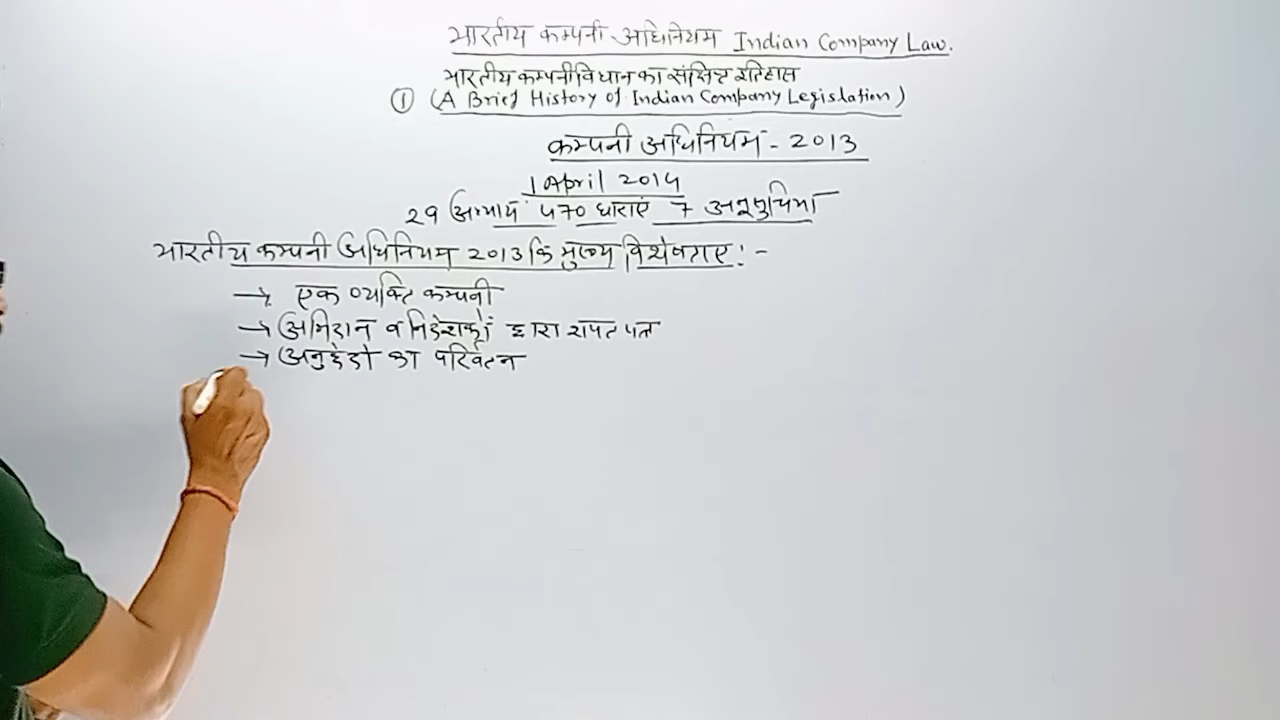 भारतीय कम्पनी अधिनियम Indian Company Law.
भारतीय कम्पनी विधान का संक्षिप्त इतिहास
① (A Brief History of Indian Company Legislation)
कम्पनी अधिनियम - 2013
1 April 2014
29 अध्याय 470 धाराएं 7 अनुसूचियां
भारतीय कम्पनी अधिनियम 2013 कि मुख्य विशेषताए :-
→ एक व्यक्ति कम्पनी
→ अभिदान व निदेशकों द्वारा शपत पत्र
→ अनुछेदो का परिवर्तन